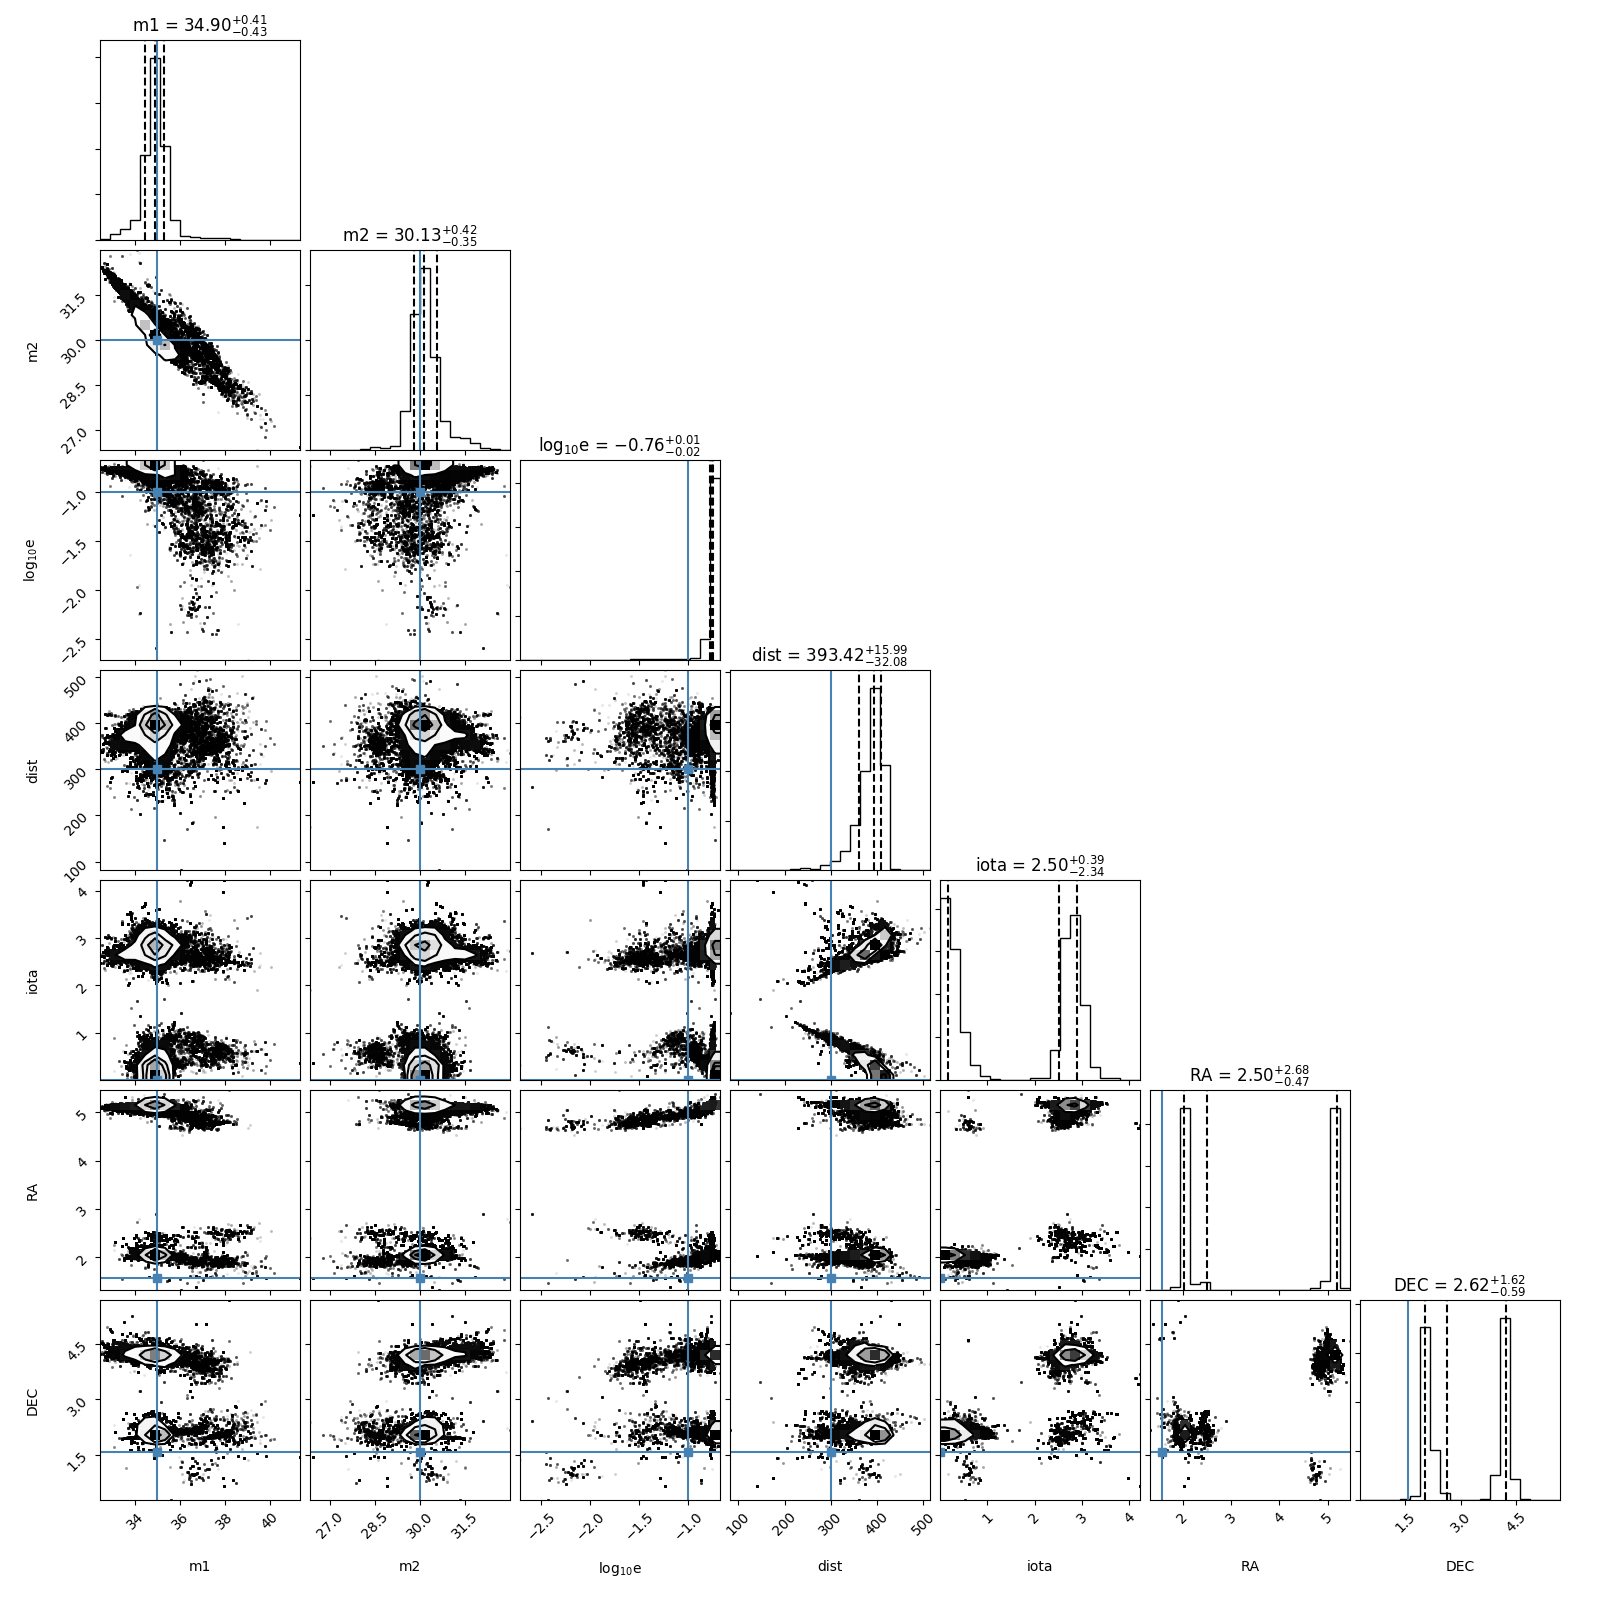 m1 = 34.90+0.41−0.43
m2 = 30.13+0.42−0.35
m2
31.5
30.0
28.5
27.0
log10e = −0.76+0.01−0.02
log10e
−1.0
−1.5
−2.0
−2.5
dist = 393.42+15.99−32.08
dist
500
400
300
200
100
iota = 2.50+0.39−2.34
iota
4
3
2
1
RA = 2.50+2.68−0.47
RA
5
4
3
2
DEC = 2.62+1.62−0.59
DEC
4.5
3.0
1.5
34 36 38 40 27.0 28.5 30.0 31.5 −2.5 −2.0 −1.5 −1.0 100 200 300 400 500 1 2 3 4 2 3 4 5 1.5 3.0 4.5
m1 m2 log10e dist iota RA DEC